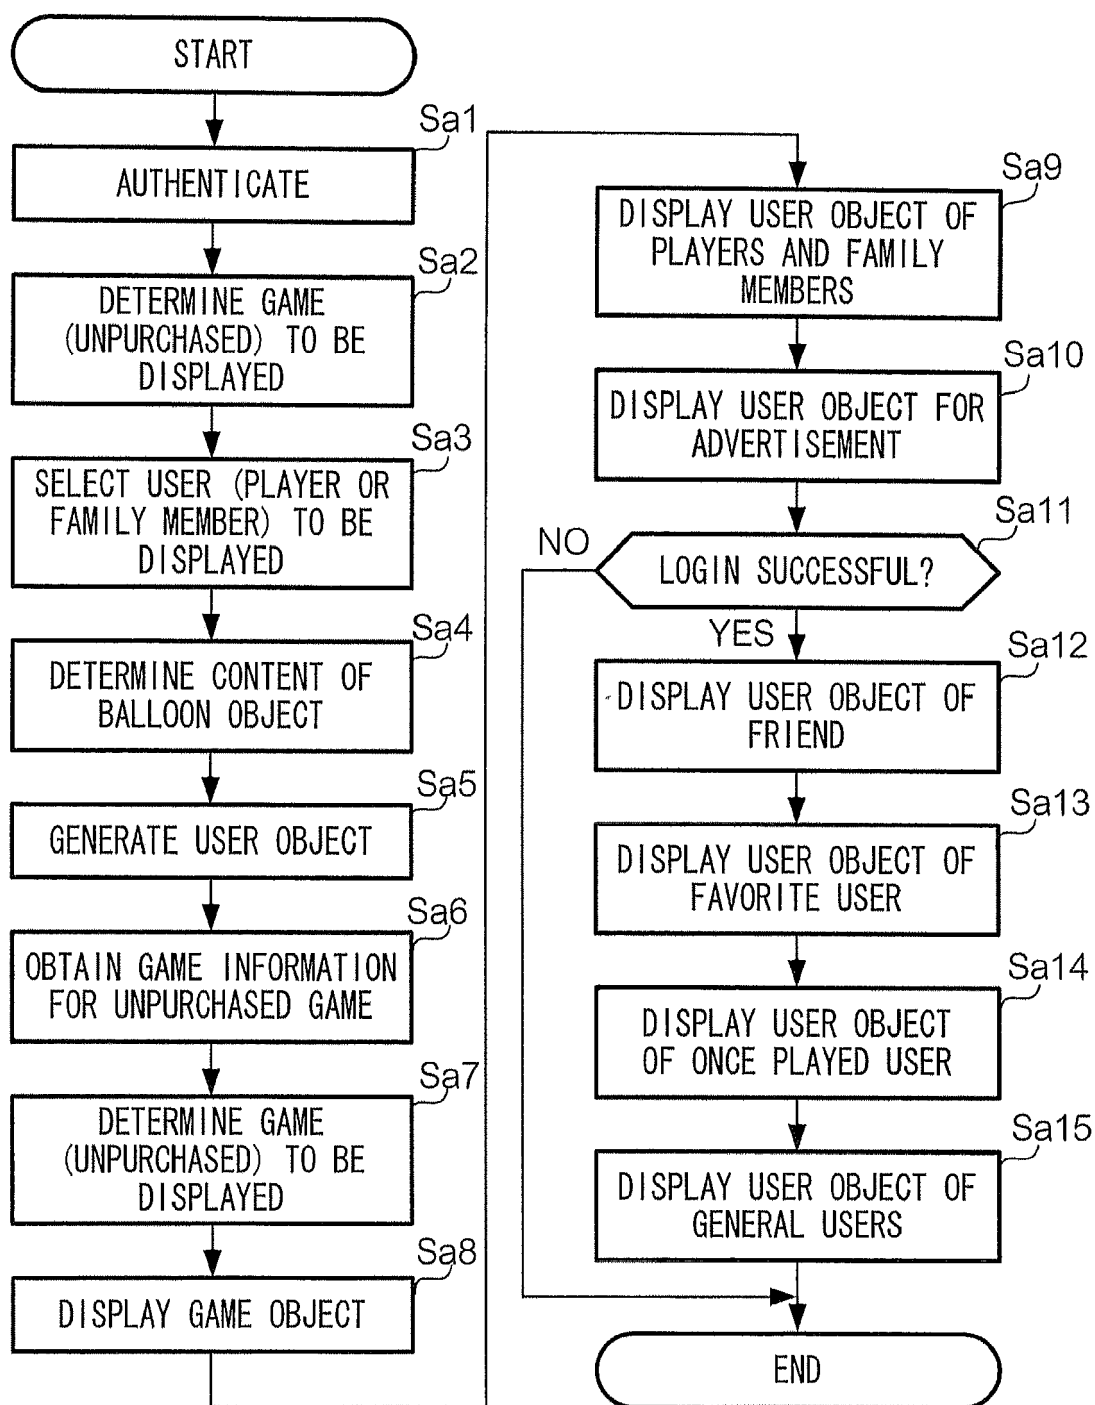 START
Sa1
AUTHENTICATE
Sa2
DETERMINE GAME
(UNPURCHASED) TO BE
DISPLAYED
Sa3
SELECT USER (PLAYER OR
FAMILY MEMBER) TO BE
DISPLAYED
Sa4
DETERMINE CONTENT OF
BALLOON OBJECT
Sa5
GENERATE USER OBJECT
Sa6
OBTAIN GAME INFORMATION
FOR UNPURCHASED GAME
Sa7
DETERMINE GAME
(UNPURCHASED) TO BE
DISPLAYED
Sa8
DISPLAY GAME OBJECT
Sa9
DISPLAY USER OBJECT OF
PLAYERS AND FAMILY
MEMBERS
Sa10
DISPLAY USER OBJECT FOR
ADVERTISEMENT
Sa11
NO
LOGIN SUCCESSFUL?
YES
Sa12
DISPLAY USER OBJECT OF
FRIEND
Sa13
DISPLAY USER OBJECT OF
FAVORITE USER
Sa14
DISPLAY USER OBJECT
OF ONCE PLAYED USER
Sa15
DISPLAY USER OBJECT OF
GENERAL USERS
END